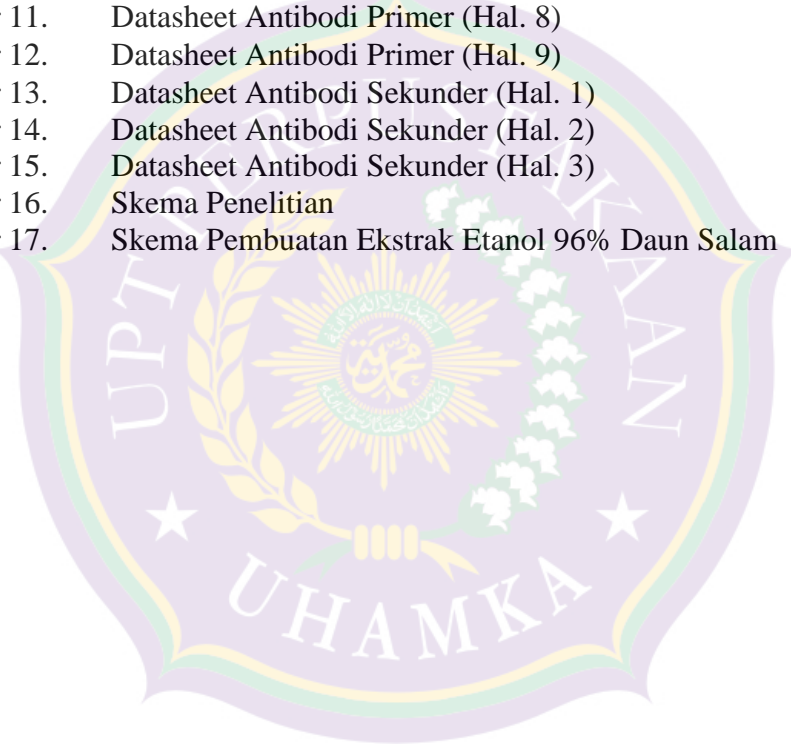 11. Datasheet Antibodi Primer (Hal. 8)
12. Datasheet Antibodi Primer (Hal. 9)
13. Datasheet Antibodi Sekunder (Hal. 1)
14. Datasheet Antibodi Sekunder (Hal. 2)
15. Datasheet Antibodi Sekunder (Hal. 3)
16. Skema Penelitian
17. Skema Pembuatan Ekstrak Etanol 96% Daun Salam
UPT PERPUSTAKAAN
UHAMKA